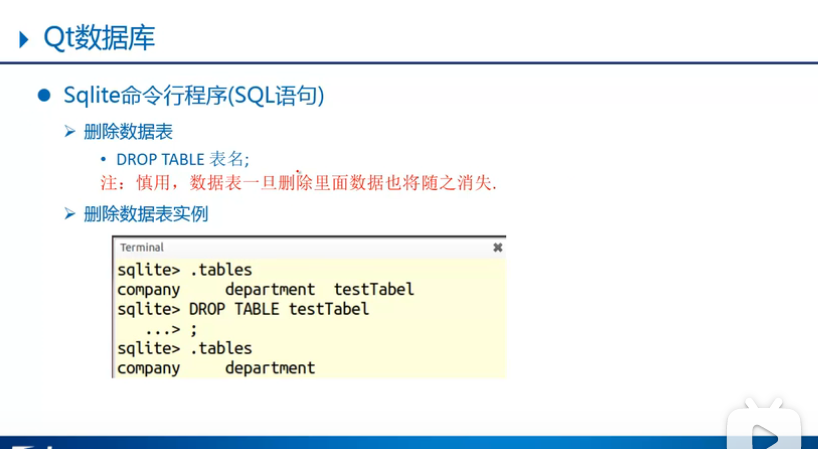 Qt数据库
Sqlite命令行程序(SQL语句)
删除数据表
DROP TABLE 表名;
注：慎用，数据表一旦删除里面数据也将随之消失.
删除数据表实例
Terminal
sqlite> .tables
company department testTabel
sqlite> DROP TABLE testTabel
...> ;
sqlite> .tables
company department